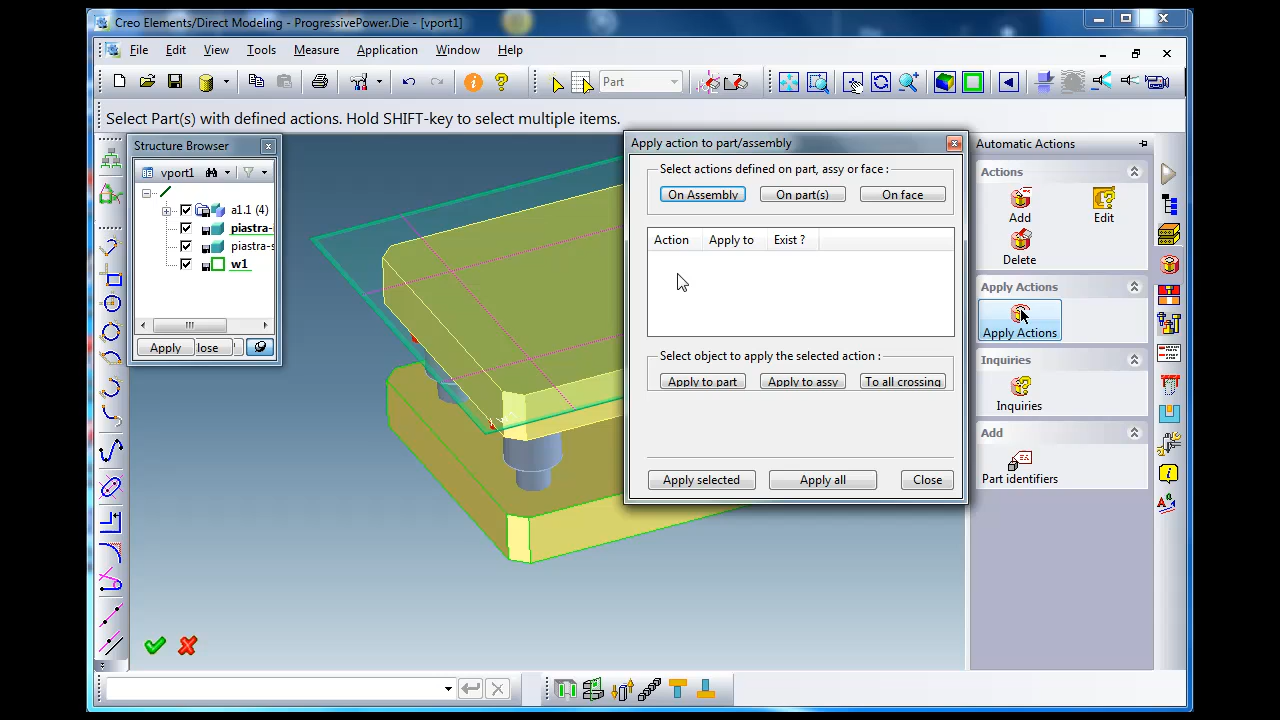 Creo Elements/Direct Modeling - ProgressivePower.Die - [vport1]
File Edit View Tools Measure Application Window Help
Part
Select Part(s) with defined actions. Hold SHIFT-key to select multiple items.
Structure Browser
vport1
a1.1 (4)
piastra-
piastra-s
w1
Apply lose
Apply action to part/assembly
Select actions defined on part, assy or face :
On Assembly On part(s) On face
Action Apply to Exist ?
Select object to apply the selected action :
Apply to part Apply to assy To all crossing
Apply selected Apply all Close
Automatic Actions
Actions
Add Edit
Delete
Apply Actions
Apply Actions
Inquiries
Inquiries
Add
Part identifiers